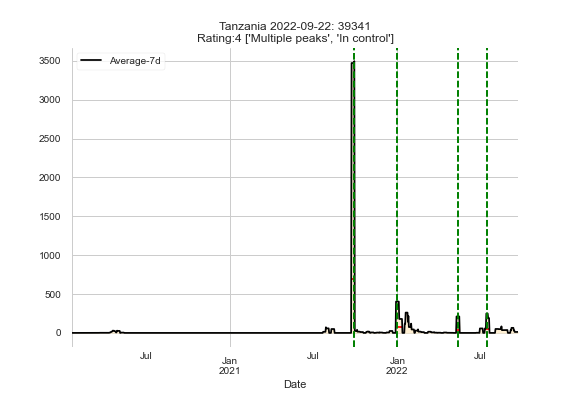 Tanzania 2022-09-22: 39341
Rating:4 ['Multiple peaks', 'In control']
Average-7d
3500
3000
2500
2000
1500
1000
500
0
Jul
Jan
2021
Jul
Jan
2022
Jul
Date